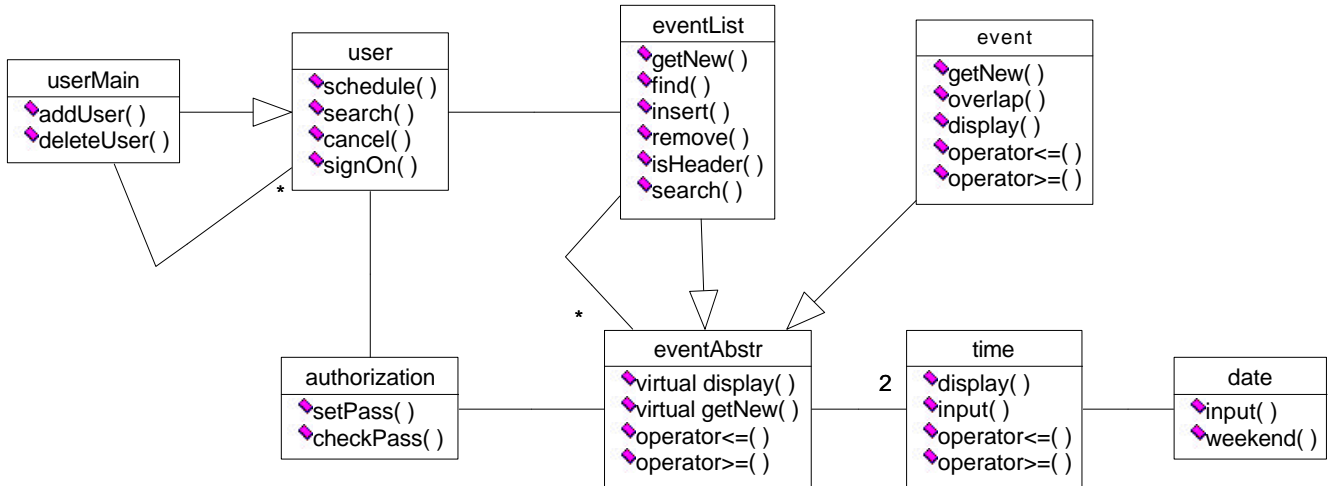 userMain
addUser( )
deleteUser( )
user
schedule( )
search( )
cancel( )
signOn( )
*
eventList
getNew( )
find( )
insert( )
remove( )
isHeader( )
search( )
*
event
getNew( )
overlap( )
display( )
operator<=( )
operator>=( )
authorization
setPass( )
checkPass( )
eventAbstr
virtual display( )
virtual getNew( )
operator<=( )
operator>=( )
2
time
display( )
input( )
operator<=( )
operator>=( )
date
input( )
weekend( )